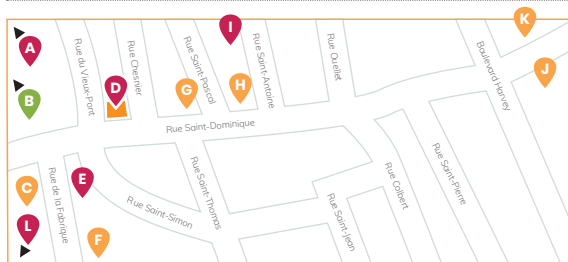 K
I
A
J
D
G
H
B
Rue du Vieux-Pont
Rue Chesnier
Rue Saint-Pascal
Rue Saint-Antoine
Rue Ouellet
Boulevard Harvey
Rue Saint-Dominique
C
E
L
F
Rue de la Fabrique
Rue Saint-Simon
Rue Saint-Thomas
Rue Saint-Jean
Rue Colbert
Rue Saint-Pierre